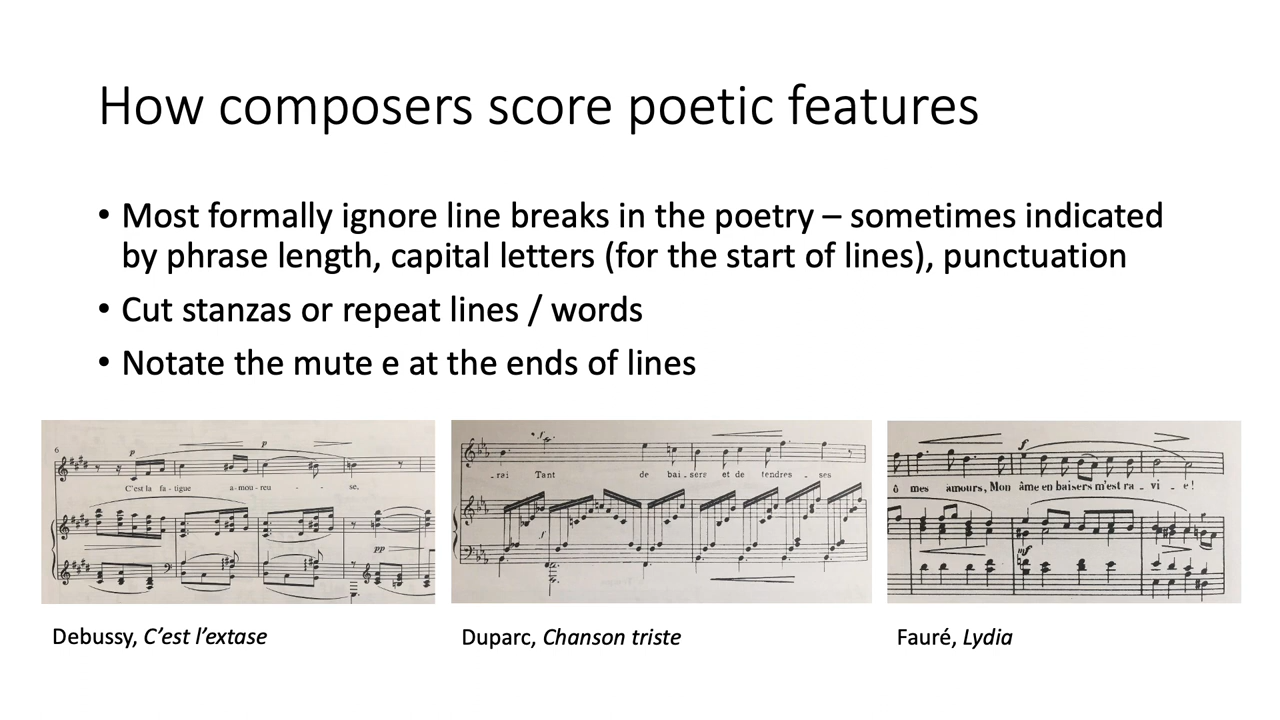 How composers score poetic features
• Most formally ignore line breaks in the poetry – sometimes indicated
by phrase length, capital letters (for the start of lines), punctuation
• Cut stanzas or repeat lines / words
• Notate the mute e at the ends of lines
6
p
p
C'est la fa - tigue a - mou - reu - - - se,
pp
f
- rai Tant de bai - sers et de tendres - ses
f
f
ô mes amours, Mon âme en baisers m'est ra - vi - e!
mf
Debussy, C’est l’extase
Duparc, Chanson triste
Fauré, Lydia